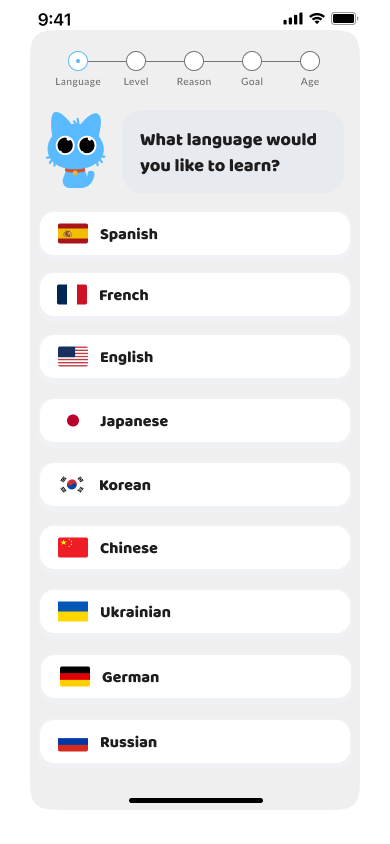 9:41
Language Level Reason Goal Age
What language would
you like to learn?
Spanish
French
English
Japanese
Korean
Chinese
Ukrainian
German
Russian